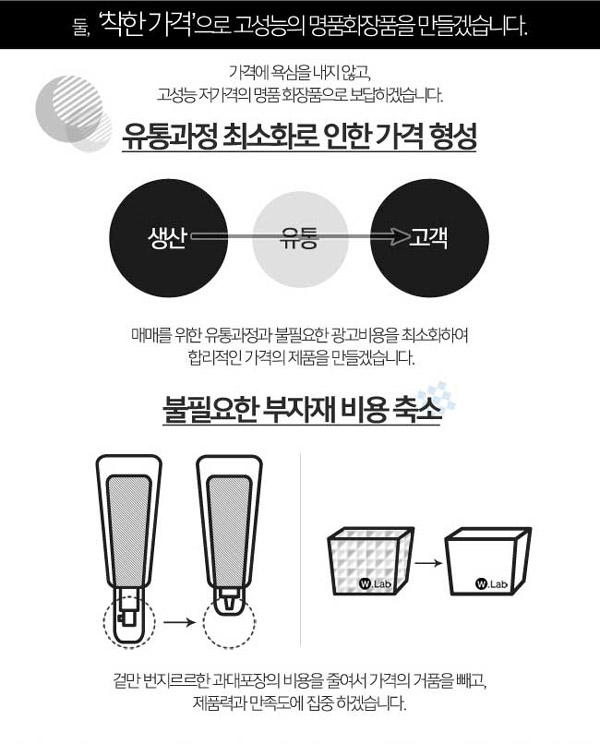 둘, '착한 가격'으로 고성능의 명품화장품을 만들겠습니다.
가격에 욕심을 내지 않고,
고성능 저가격의 명품 화장품으로 보답하겠습니다.
유통과정 최소화로 인한 가격 형성
생산 유통 고객
매매를 위한 유통과정과 불필요한 광고비용을 최소화하여
합리적인 가격의 제품을 만들겠습니다.
불필요한 부자재 비용 축소
W.Lab W.Lab
겉만 번지르르한 과대포장의 비용을 줄여서 가격의 거품을 빼고,
제품력과 만족도에 집중 하겠습니다.